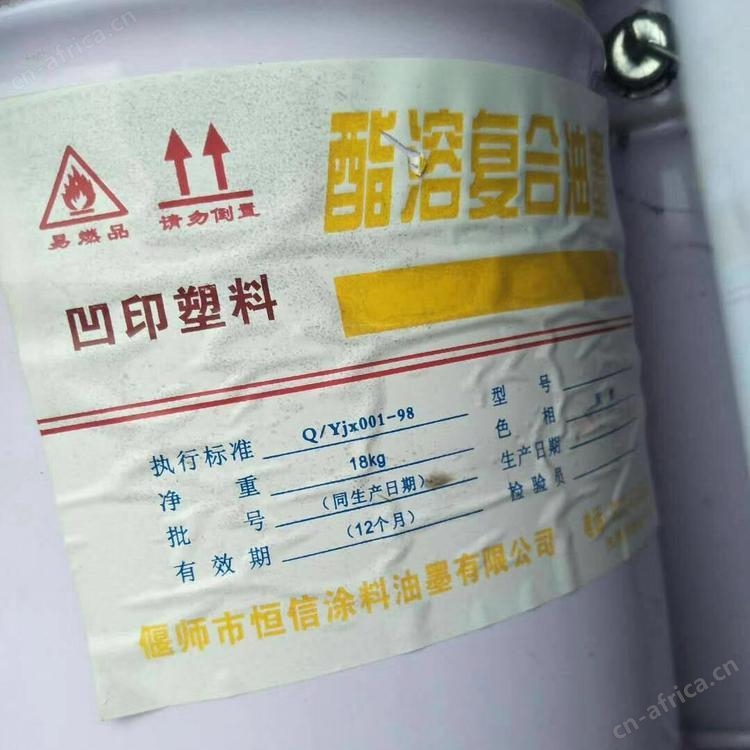 cn-africa.cn
酯溶复合油
易燃品
请勿倒置
凹印塑料
执行标准 Q/Yjx001-98
净重 18kg
批号 (同生产日期)
有效期 (12个月)
型号
色相
生产日期
检验员
偃师市恒信涂料油墨有限公司
电话
cn-africa.cn